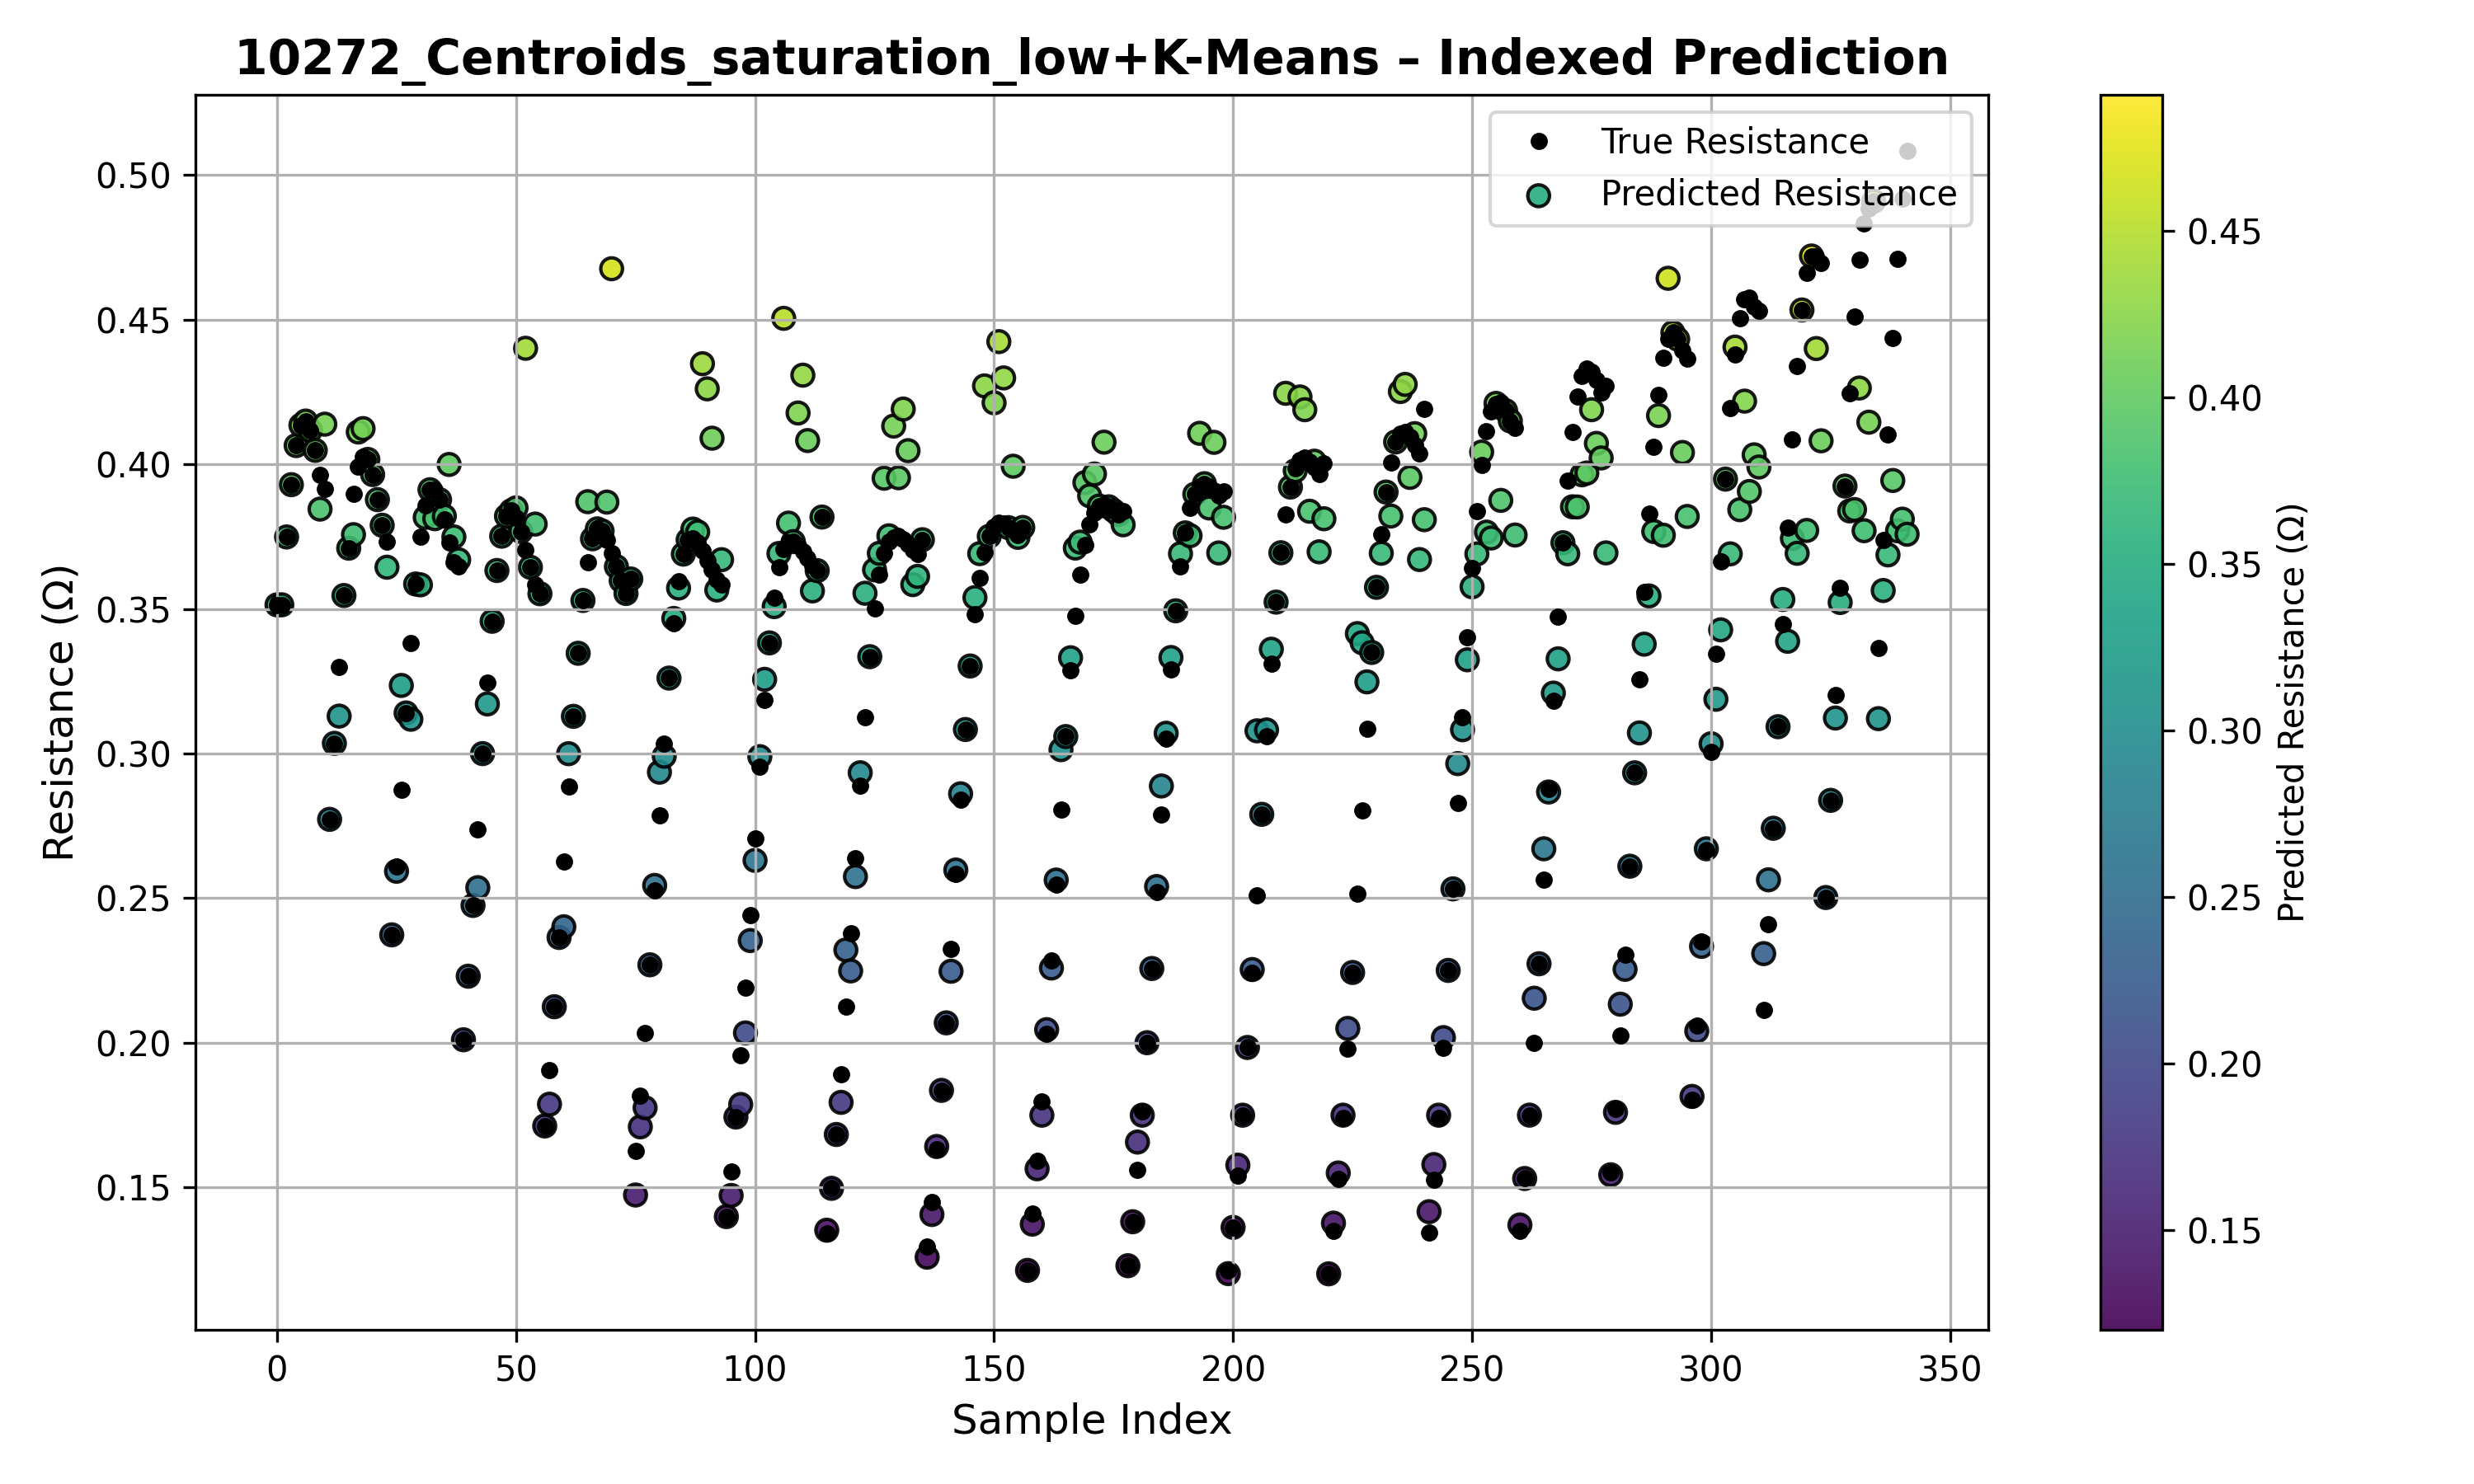 10272_Centroids_saturation_low+K-Means – Indexed Prediction
True Resistance
Predicted Resistance
Resistance (Ω)
0.50
0.45
0.40
0.35
0.30
0.25
0.20
0.15
0 50 100 150 200 250 300 350
Sample Index
0.45
0.40
0.35
0.30
0.25
0.20
0.15
Predicted Resistance (Ω)